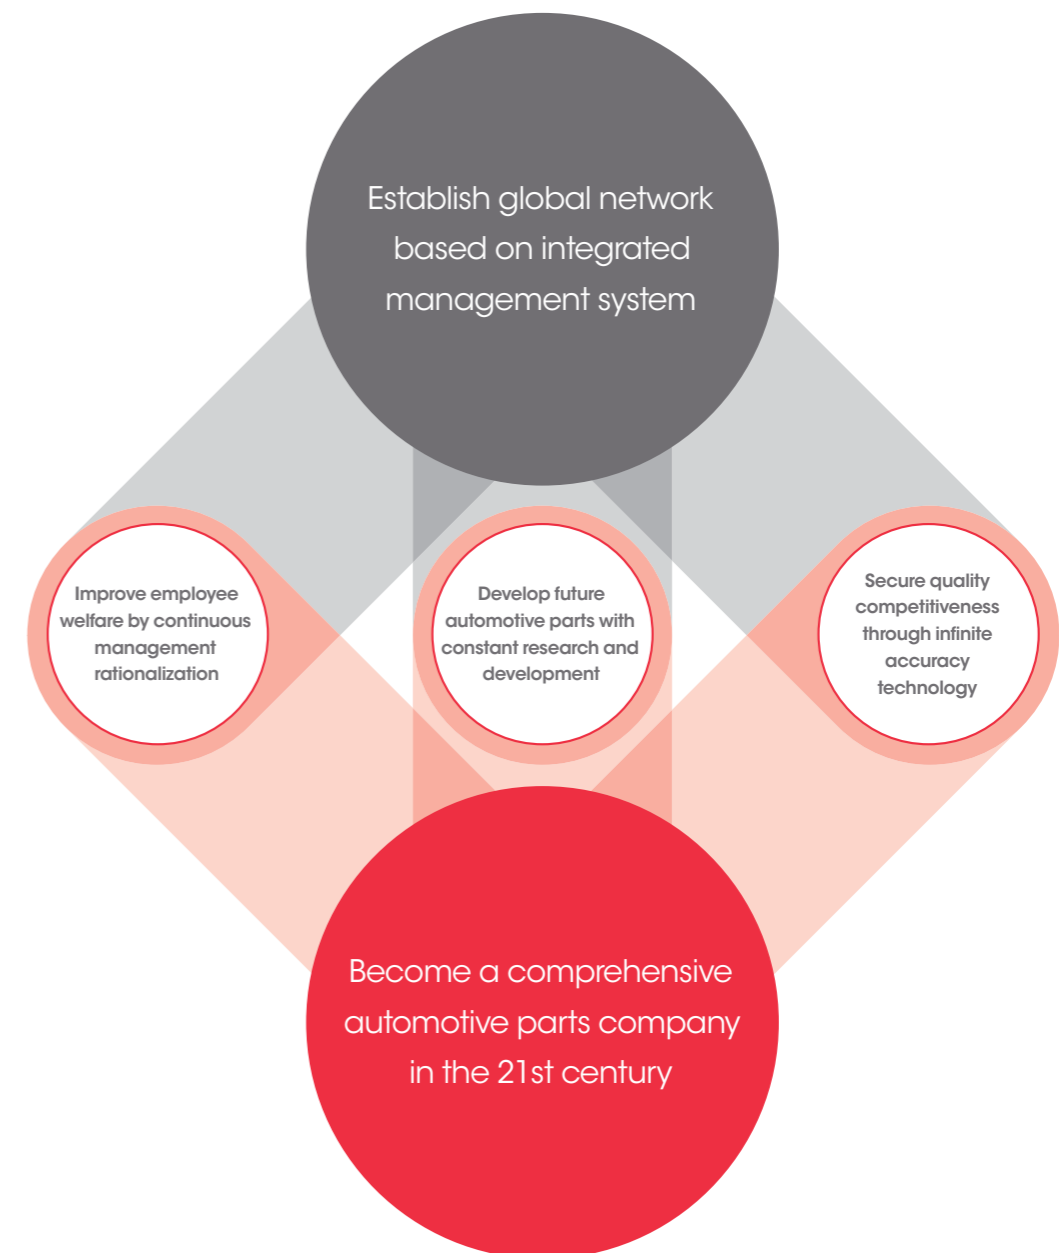 Establish global network
based on integrated
management system
Improve employee
welfare by continuous
management
rationalization
Develop future
automotive parts with
constant research and
development
Secure quality
competitiveness
through infinite
accuracy
technology
Become a comprehensive
automotive parts company
in the 21st century